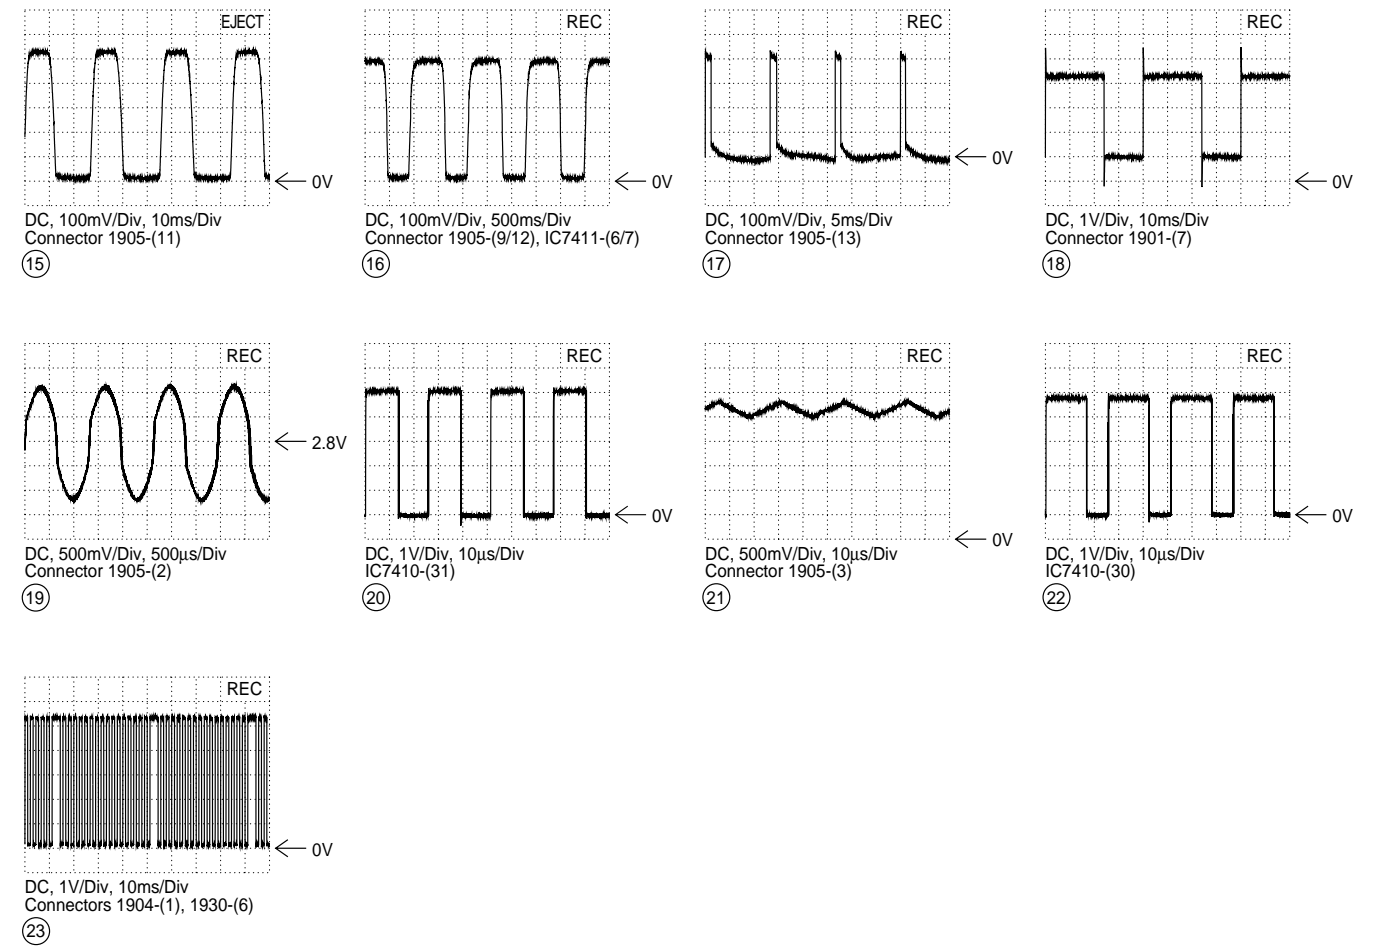 EJECT
0V
DC, 100mV/Div, 10ms/Div
Connector 1905-(11)
15
REC
0V
DC, 100mV/Div, 500ms/Div
Connector 1905-(9/12), IC7411-(6/7)
16
REC
0V
DC, 100mV/Div, 5ms/Div
Connector 1905-(13)
17
REC
0V
DC, 1V/Div, 10ms/Div
Connector 1901-(7)
18
REC
2.8V
DC, 500mV/Div, 500µs/Div
Connector 1905-(2)
19
REC
0V
DC, 1V/Div, 10µs/Div
IC7410-(31)
20
REC
0V
DC, 500mV/Div, 10µs/Div
Connector 1905-(3)
21
REC
0V
DC, 1V/Div, 10µs/Div
IC7410-(30)
22
REC
0V
DC, 1V/Div, 10ms/Div
Connectors 1904-(1), 1930-(6)
23